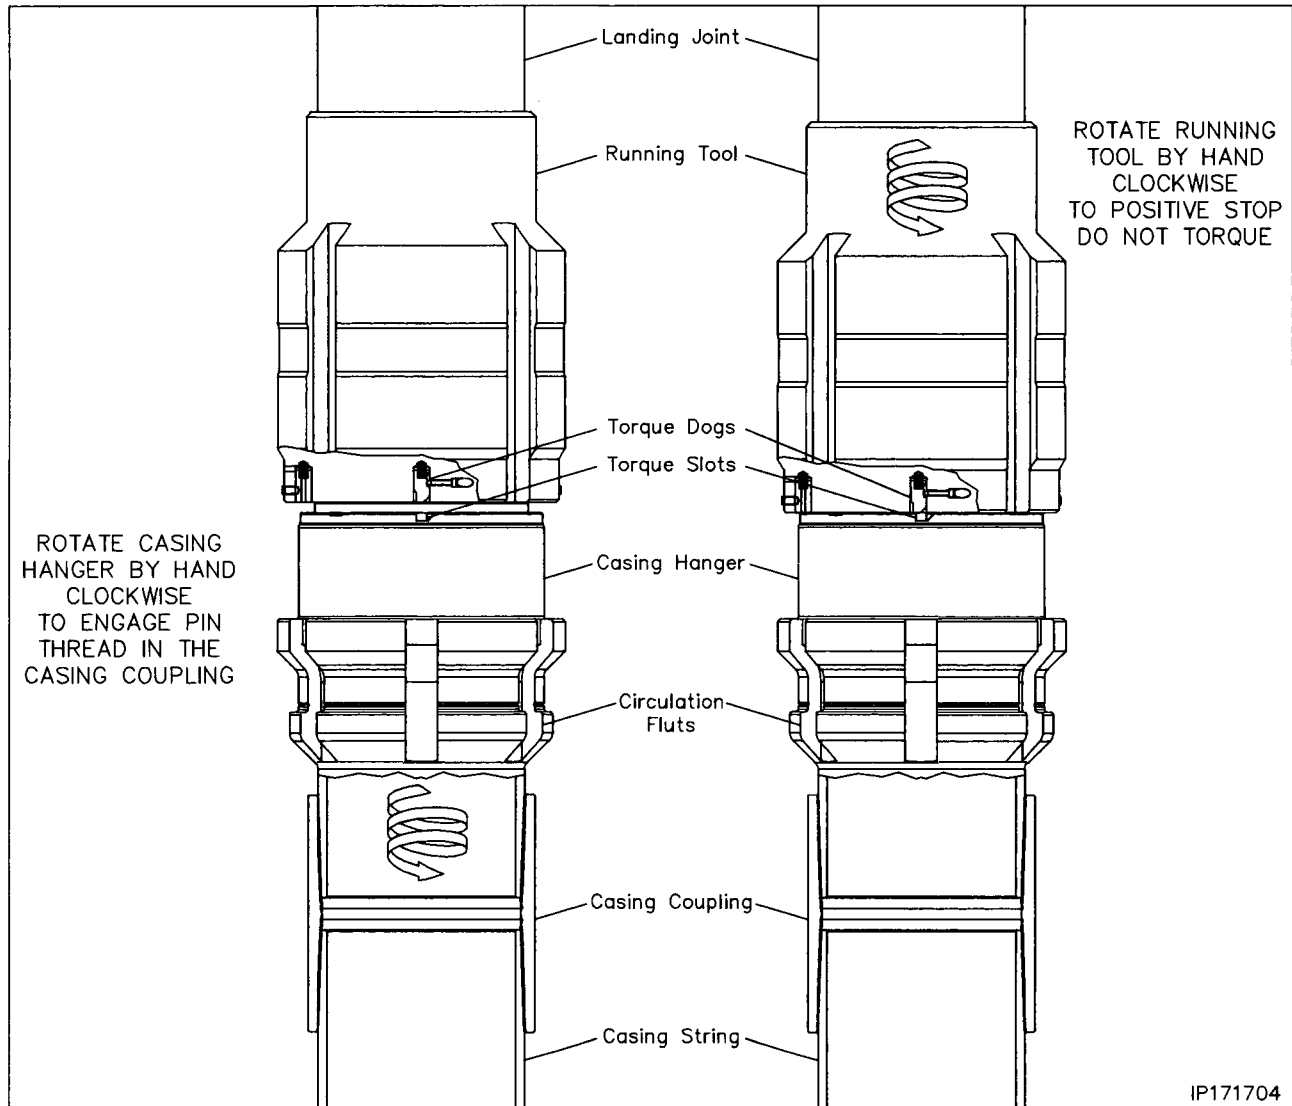 Landing Joint
Running Tool
ROTATE RUNNING
TOOL BY HAND
CLOCKWISE
TO POSITIVE STOP
DO NOT TORQUE
Torque Dogs
Torque Slots
ROTATE CASING
HANGER BY HAND
CLOCKWISE
TO ENGAGE PIN
THREAD IN THE
CASING COUPLING
Casing Hanger
Circulation
Fluts
Casing Coupling
Casing String
IP171704